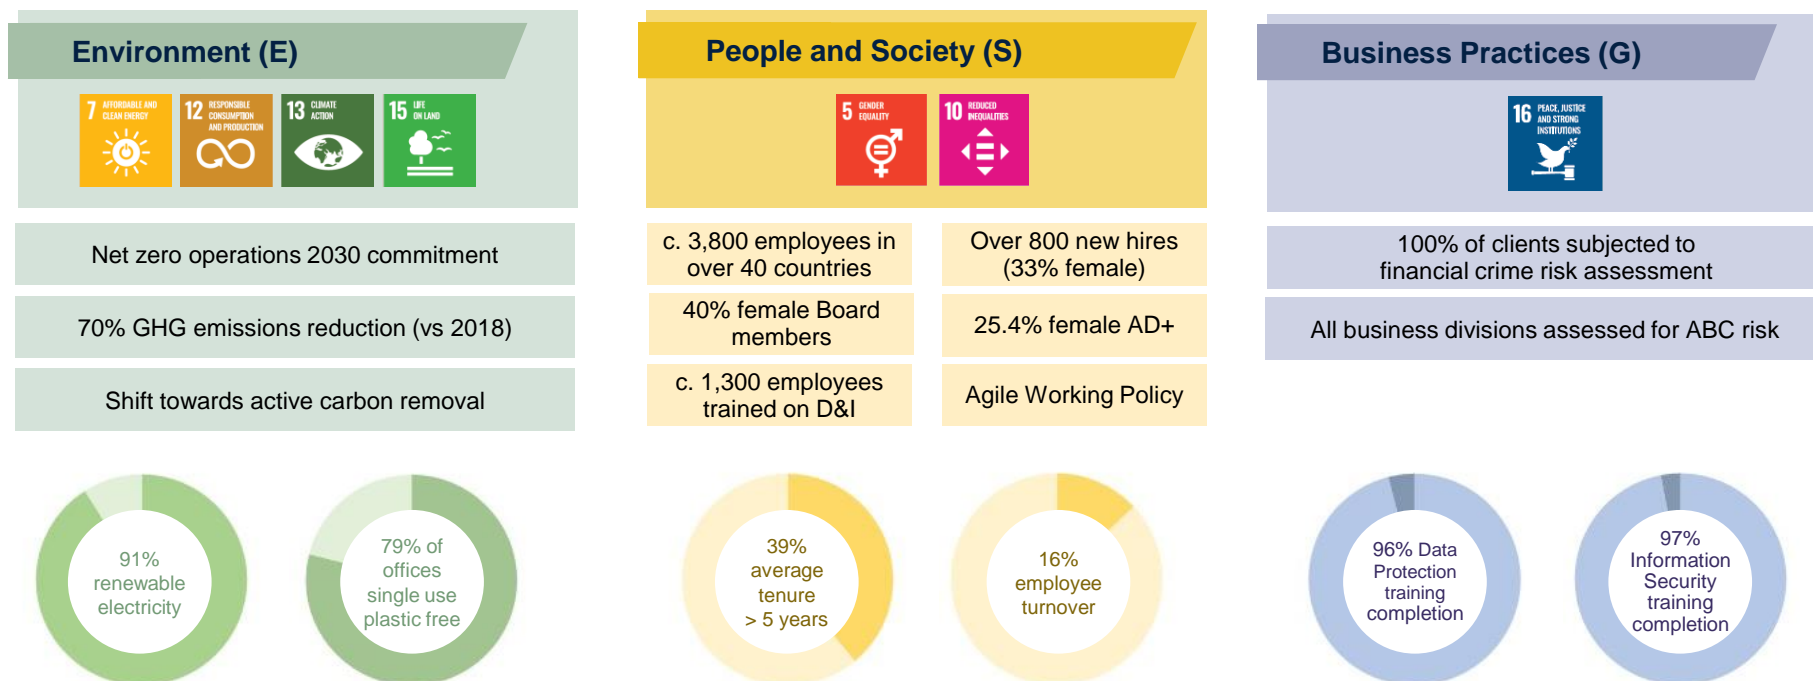 Environment (E)
7 AFFORDABLE AND
CLEAN ENERGY
12 RESPONSIBLE
CONSUMPTION
AND PRODUCTION
13 CLIMATE
ACTION
15 LIFE
ON LAND
Net zero operations 2030 commitment
70% GHG emissions reduction (vs 2018)
Shift towards active carbon removal
91%
renewable
electricity
79% of
offices
single use
plastic free
People and Society (S)
5 GENDER
EQUALITY
10 REDUCED
INEQUALITIES
c. 3,800 employees in
over 40 countries
Over 800 new hires
(33% female)
40% female Board
members
25.4% female AD+
c. 1,300 employees
trained on D&I
Agile Working Policy
39%
average
tenure
> 5 years
16%
employee
turnover
Business Practices (G)
16 PEACE, JUSTICE
AND STRONG
INSTITUTIONS
100% of clients subjected to
financial crime risk assessment
All business divisions assessed for ABC risk
96% Data
Protection
training
completion
97%
Information
Security
training
completion